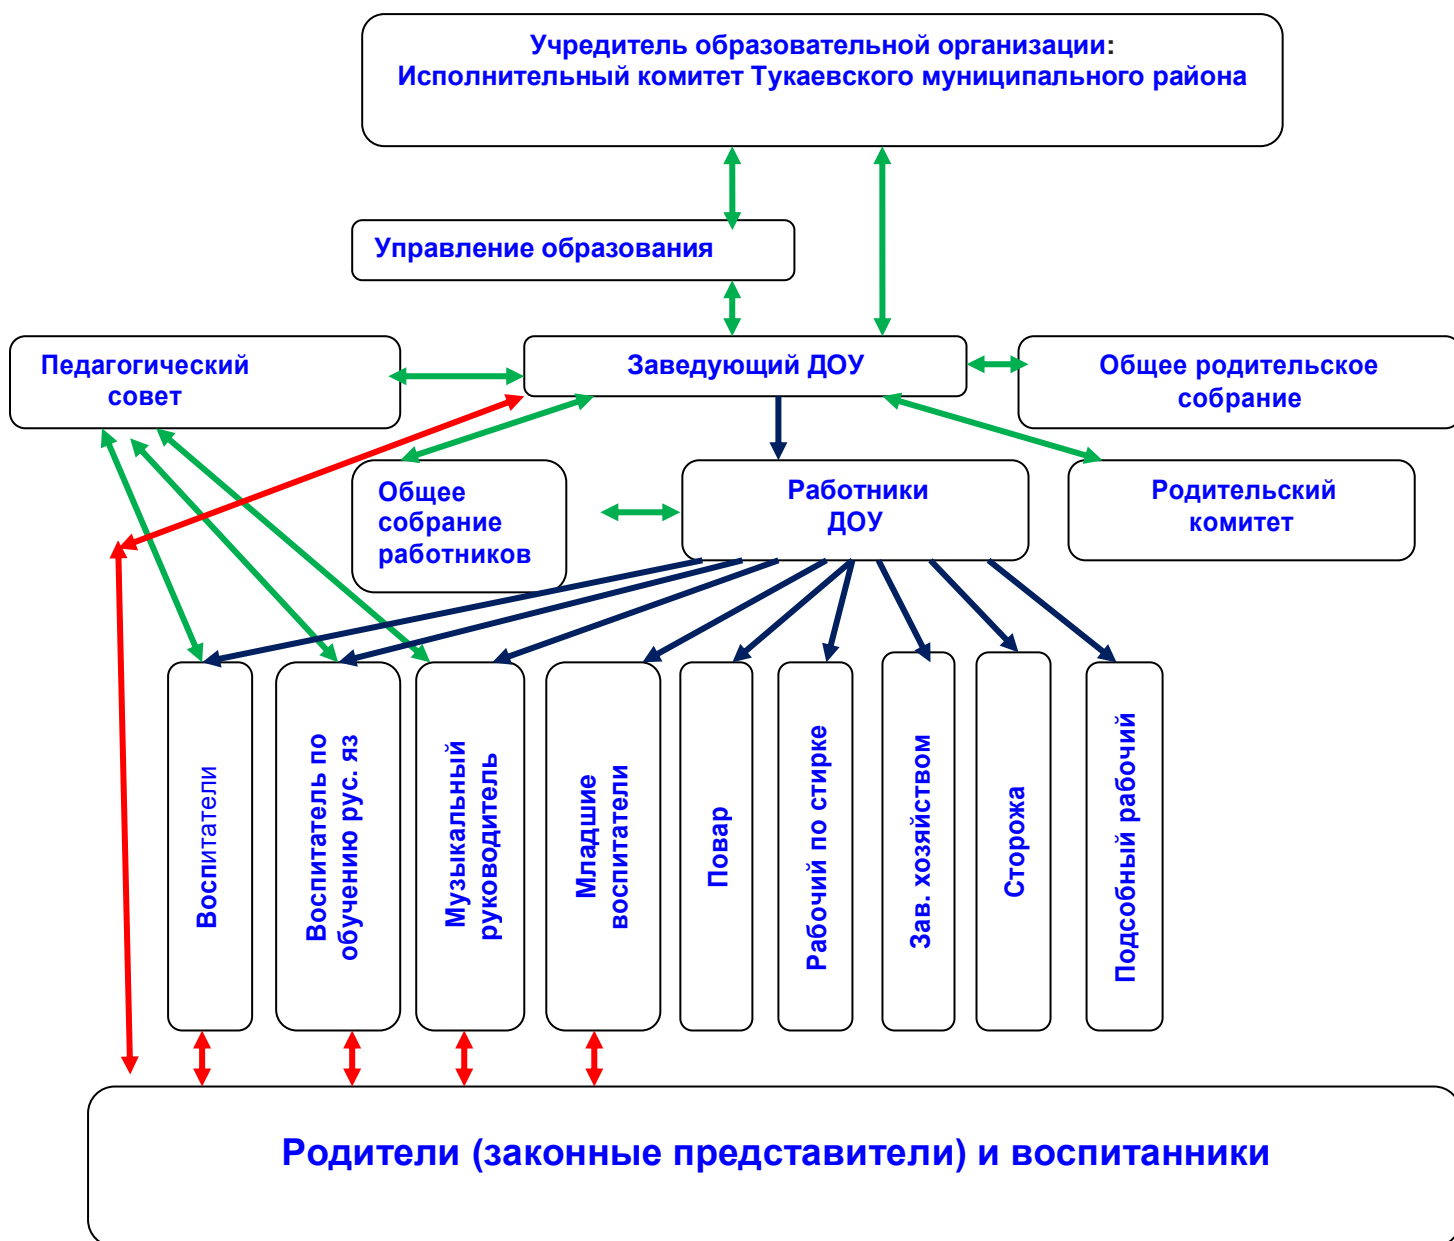 Учредитель образовательной организации:
Исполнительный комитет Тукаевского муниципального района
Управление образования
Педагогический
совет
Заведующий ДОУ
Общее родительское
собрание
Общее
собрание
работников
Работники
ДОУ
Родительский
комитет
Воспитатели
Воспитатель по
обучению рус. яз
Музыкальный
руководитель
Младшие
воспитатели
Повар
Рабочий по стирке
Зав. хозяйством
Сторожа
Подсобный рабочий
Родители (законные представители) и воспитанники